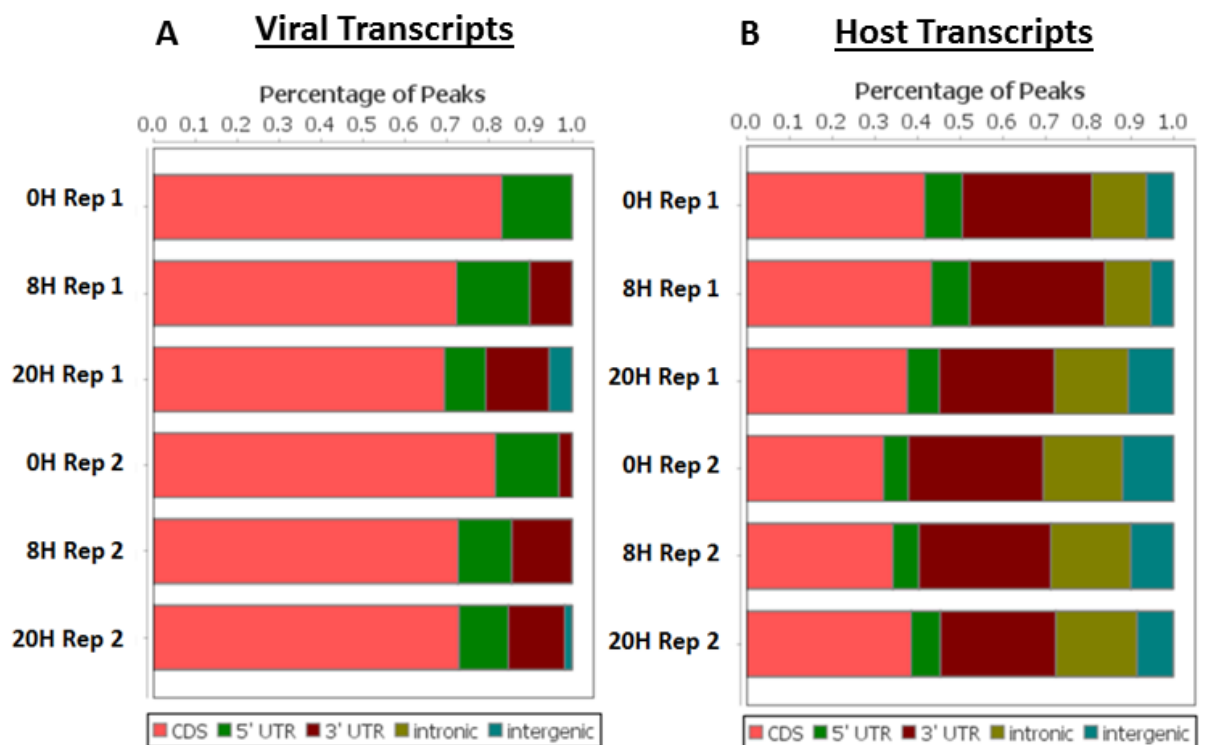 A Viral Transcripts
Percentage of Peaks
0.0 0.1 0.2 0.3 0.4 0.5 0.6 0.7 0.8 0.9 1.0
0H Rep 1
8H Rep 1
20H Rep 1
0H Rep 2
8H Rep 2
20H Rep 2
CDS 5' UTR 3' UTR intronic intergenic
B Host Transcripts
Percentage of Peaks
0.0 0.1 0.2 0.3 0.4 0.5 0.6 0.7 0.8 0.9 1.0
0H Rep 1
8H Rep 1
20H Rep 1
0H Rep 2
8H Rep 2
20H Rep 2
CDS 5' UTR 3' UTR intronic intergenic